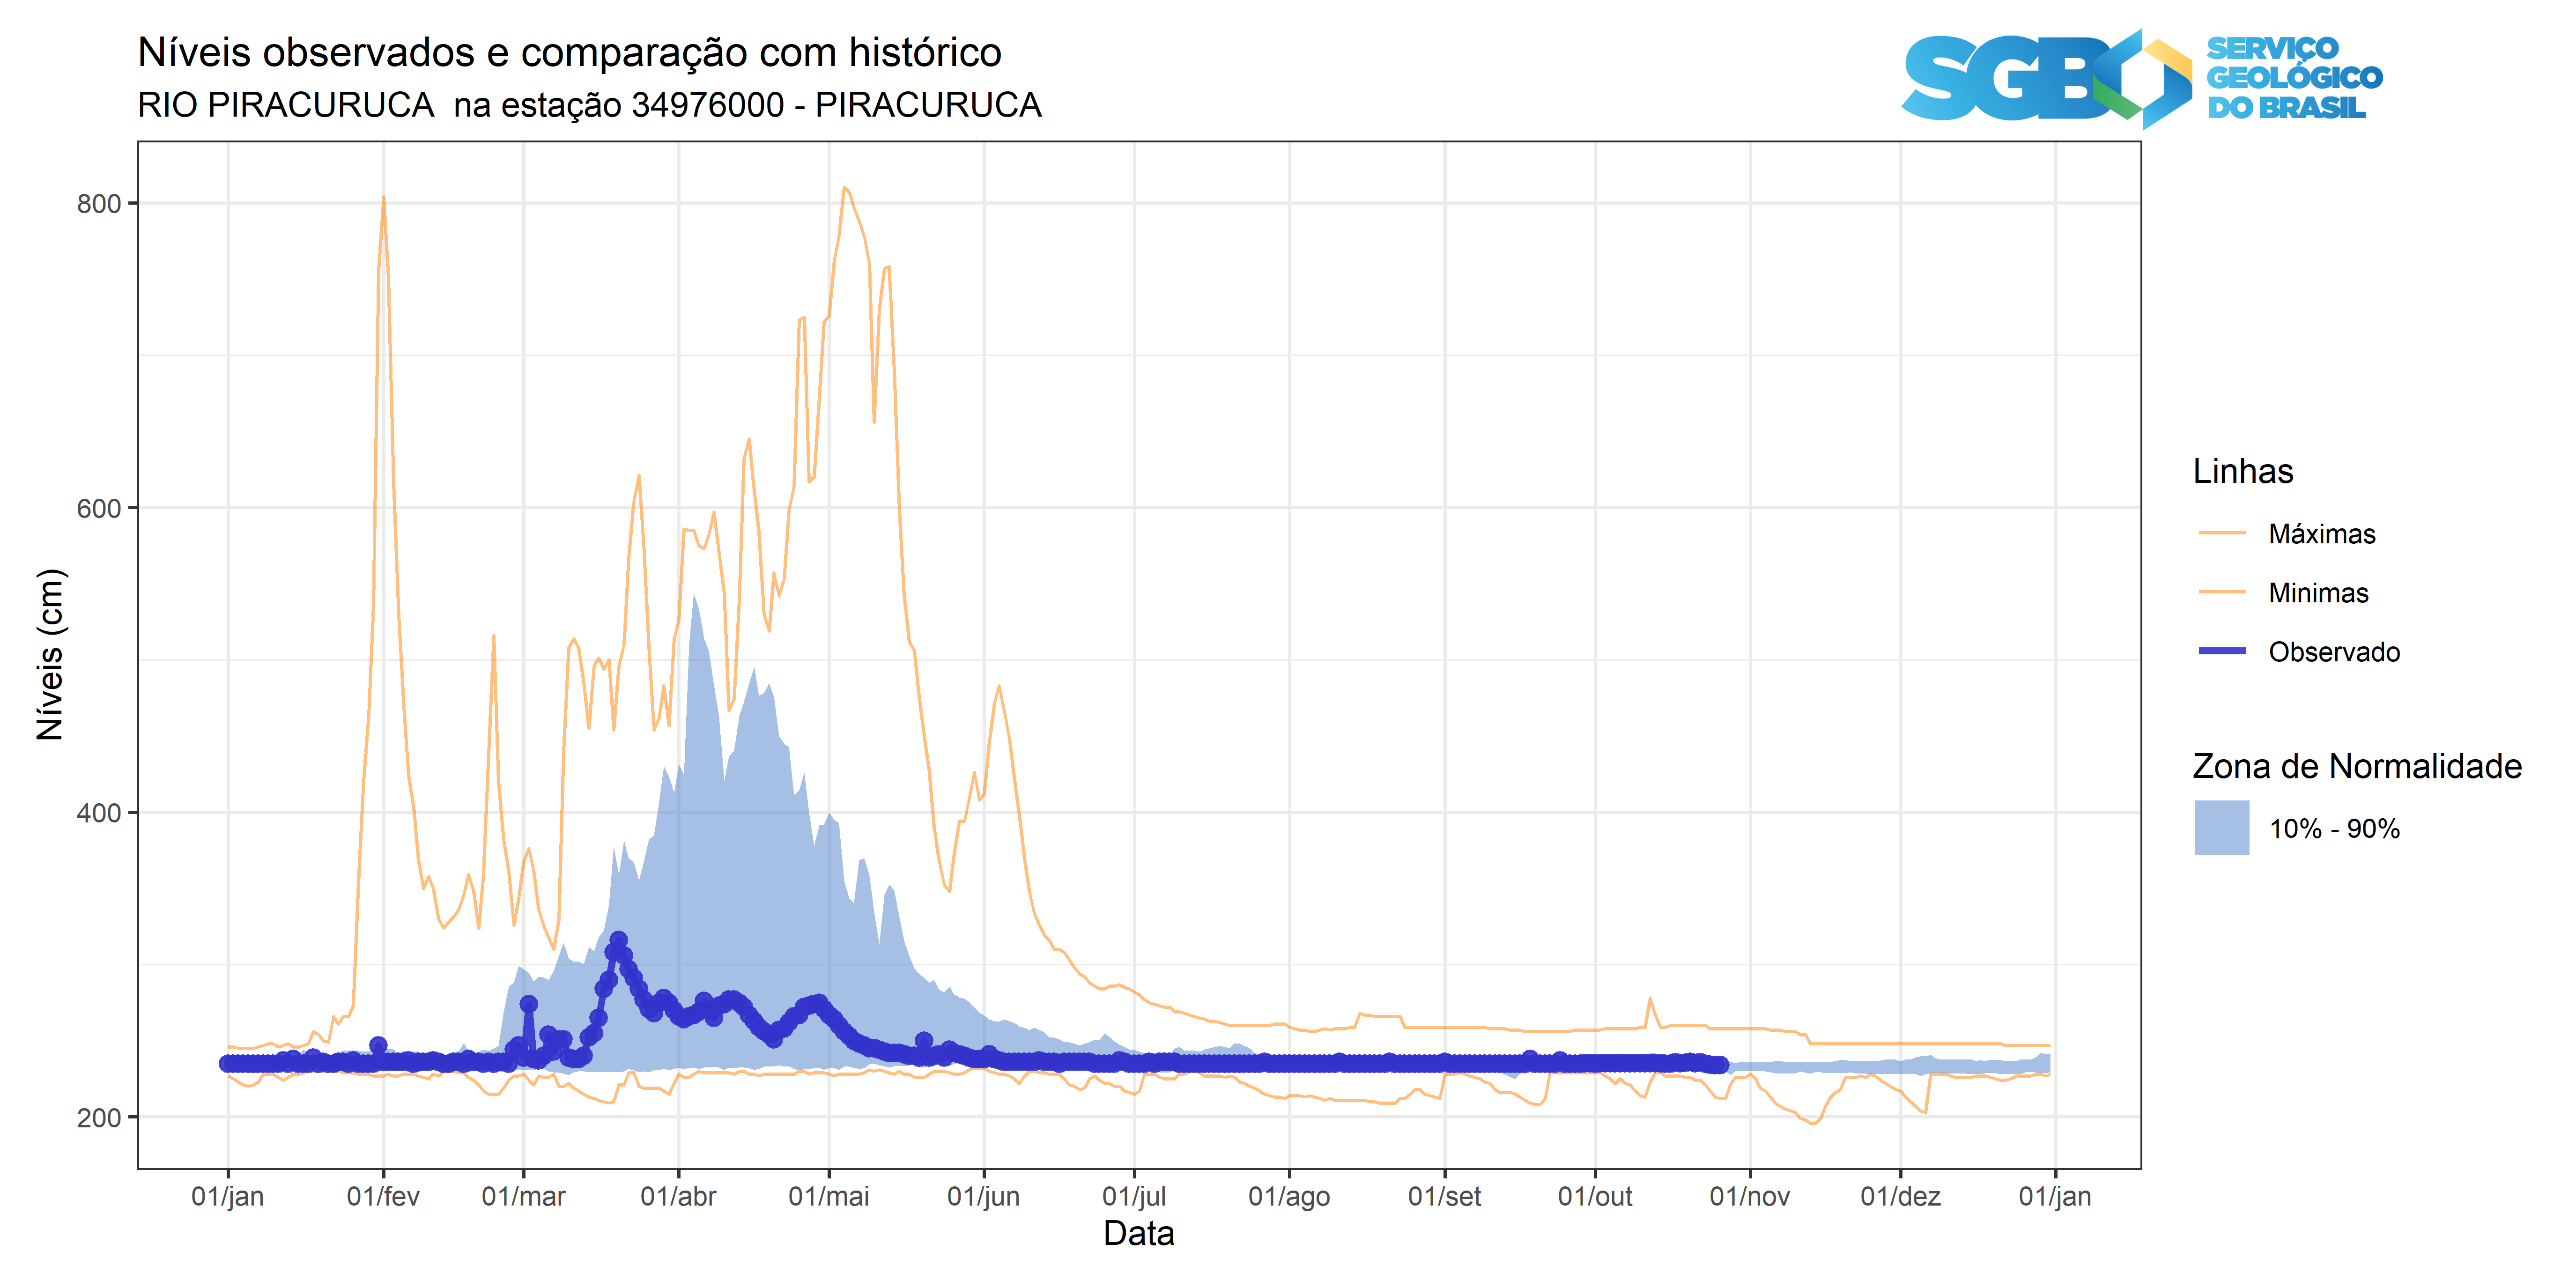 Níveis observados e comparação com histórico
RIO PIRACURUCA  na estação 34976000 - PIRACURUCA
SGB
SERVIÇO
GEOLÓGICO
DO BRASIL
Níveis (cm)
800
600
400
200
01/jan
01/fev
01/mar
01/abr
01/mai
01/jun
01/jul
01/ago
01/set
01/out
01/nov
01/dez
01/jan
Data
Linhas
Máximas
Minimas
Observado
Zona de Normalidade
10% - 90%